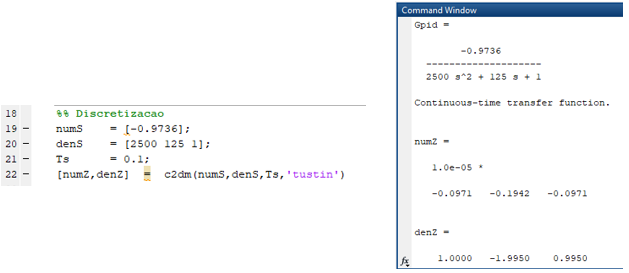 18 %% Discretizacao
19 – numS = [-0.9736];
20 – denS = [2500 125 1];
21 – Ts = 0.1;
22 – [numZ,denZ] = c2dm(numS,denS,Ts,'tustin')
Command Window
Gpid =
-0.9736
--------------------
2500 s^2 + 125 s + 1
Continuous-time transfer function.
numZ =
1.0e-05 *
-0.0971 -0.1942 -0.0971
denZ =
fx 1.0000 -1.9950 0.9950